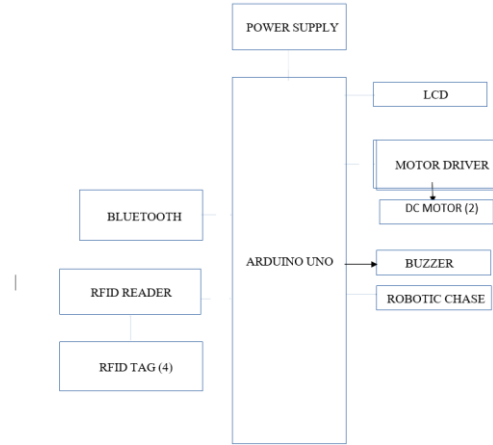 POWER SUPPLY
LCD
MOTOR DRIVER
DC MOTOR (2)
BLUETOOTH
ARDUINO UNO
BUZZER
RFID READER
ROBOTIC CHASE
RFID TAG (4)